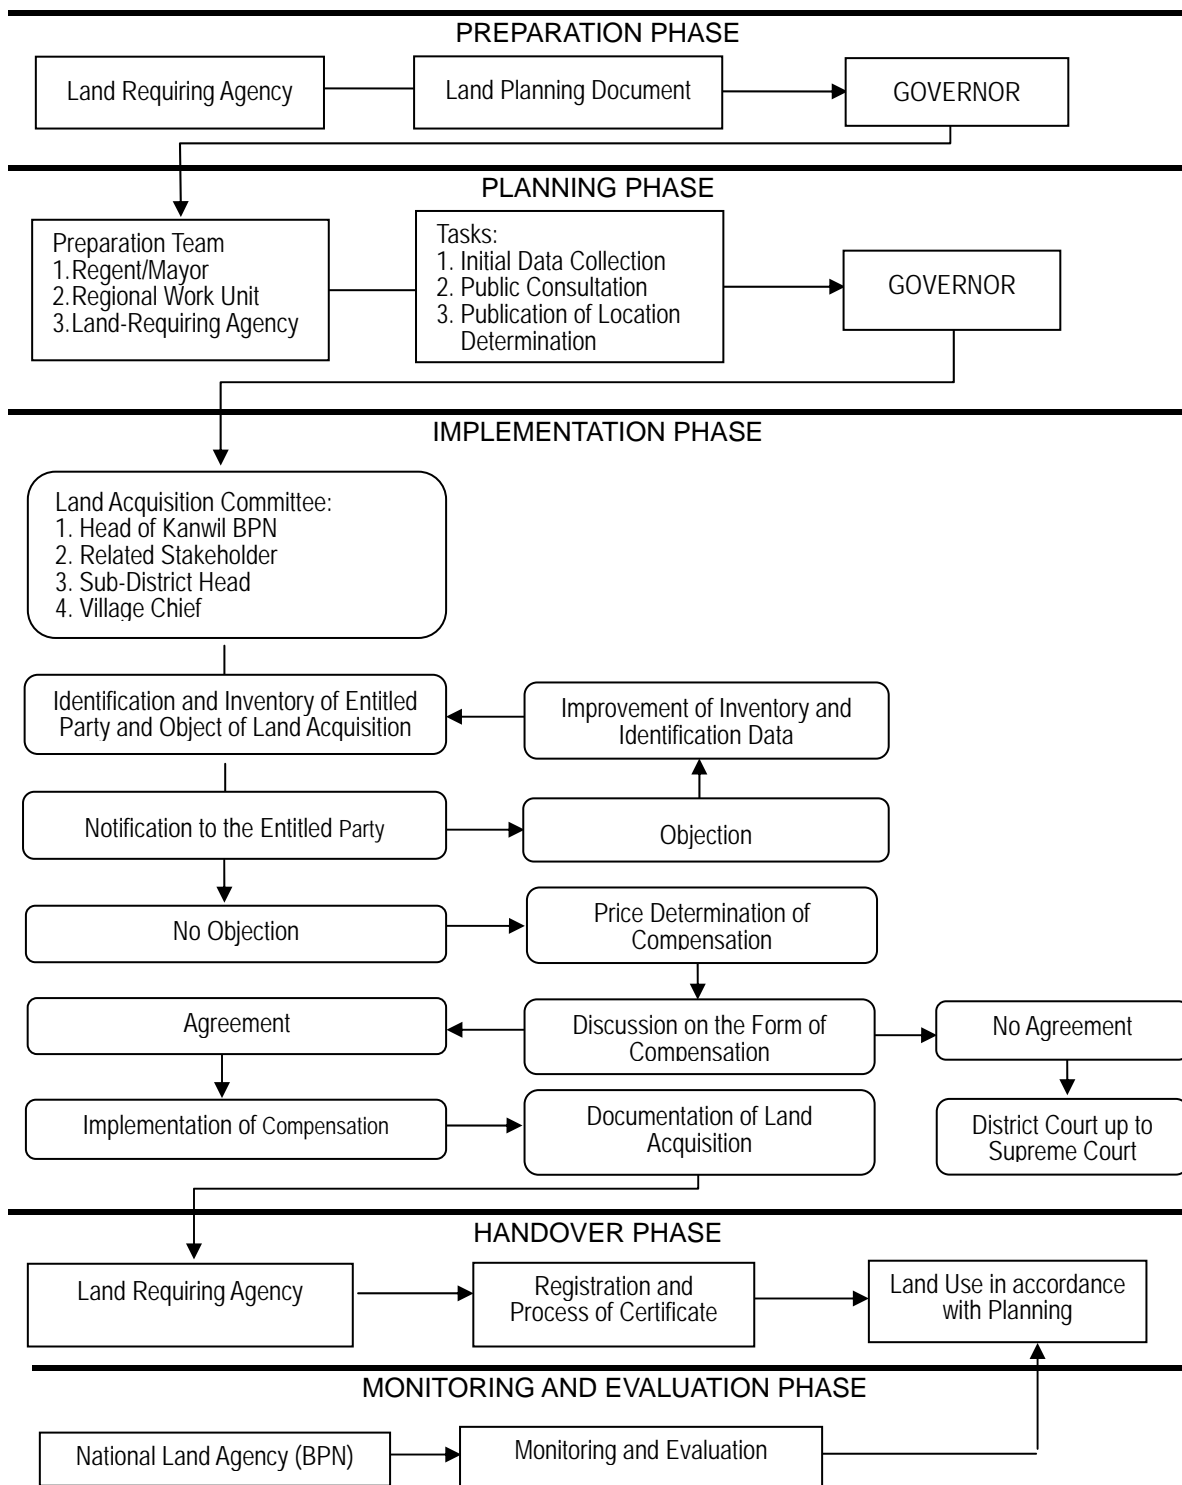 PREPARATION PHASE
Land Requiring Agency
Land Planning Document
GOVERNOR
PLANNING PHASE
Preparation Team
1.Regent/Mayor
2.Regional Work Unit
3.Land-Requiring Agency
Tasks:
1. Initial Data Collection
2. Public Consultation
3. Publication of Location
Determination
GOVERNOR
IMPLEMENTATION PHASE
Land Acquisition Committee:
1. Head of Kanwil BPN
2. Related Stakeholder
3. Sub-District Head
4. Village Chief
Identification and Inventory of Entitled
Party and Object of Land Acquisition
Improvement of Inventory and
Identification Data
Notification to the Entitled Party
Objection
No Objection
Price Determination of
Compensation
Agreement
Discussion on the Form of
Compensation
No Agreement
Implementation of Compensation
Documentation of Land
Acquisition
District Court up to
Supreme Court
HANDOVER PHASE
Land Requiring Agency
Registration and
Process of Certificate
Land Use in accordance
with Planning
MONITORING AND EVALUATION PHASE
National Land Agency (BPN)
Monitoring and Evaluation